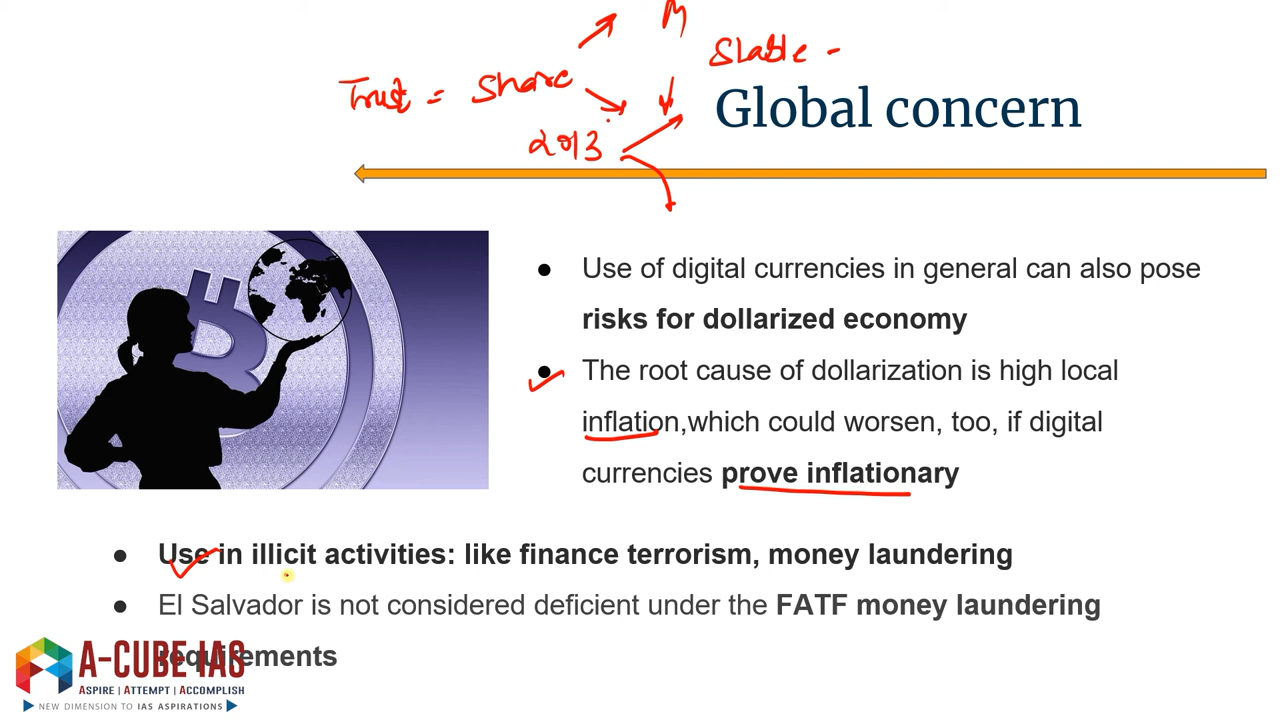 Trust = Share
M
Stable -
2013
Global concern
● Use of digital currencies in general can also pose
risks for dollarized economy
● The root cause of dollarization is high local
inflation,which could worsen, too, if digital
currencies prove inflationary
● Use in illicit activities: like finance terrorism, money laundering
● El Salvador is not considered deficient under the FATF money laundering
requirements
A-CUBE IAS
ASPIRE | ATTEMPT | ACCOMPLISH
NEW DIMENSION TO IAS ASPIRATIONS